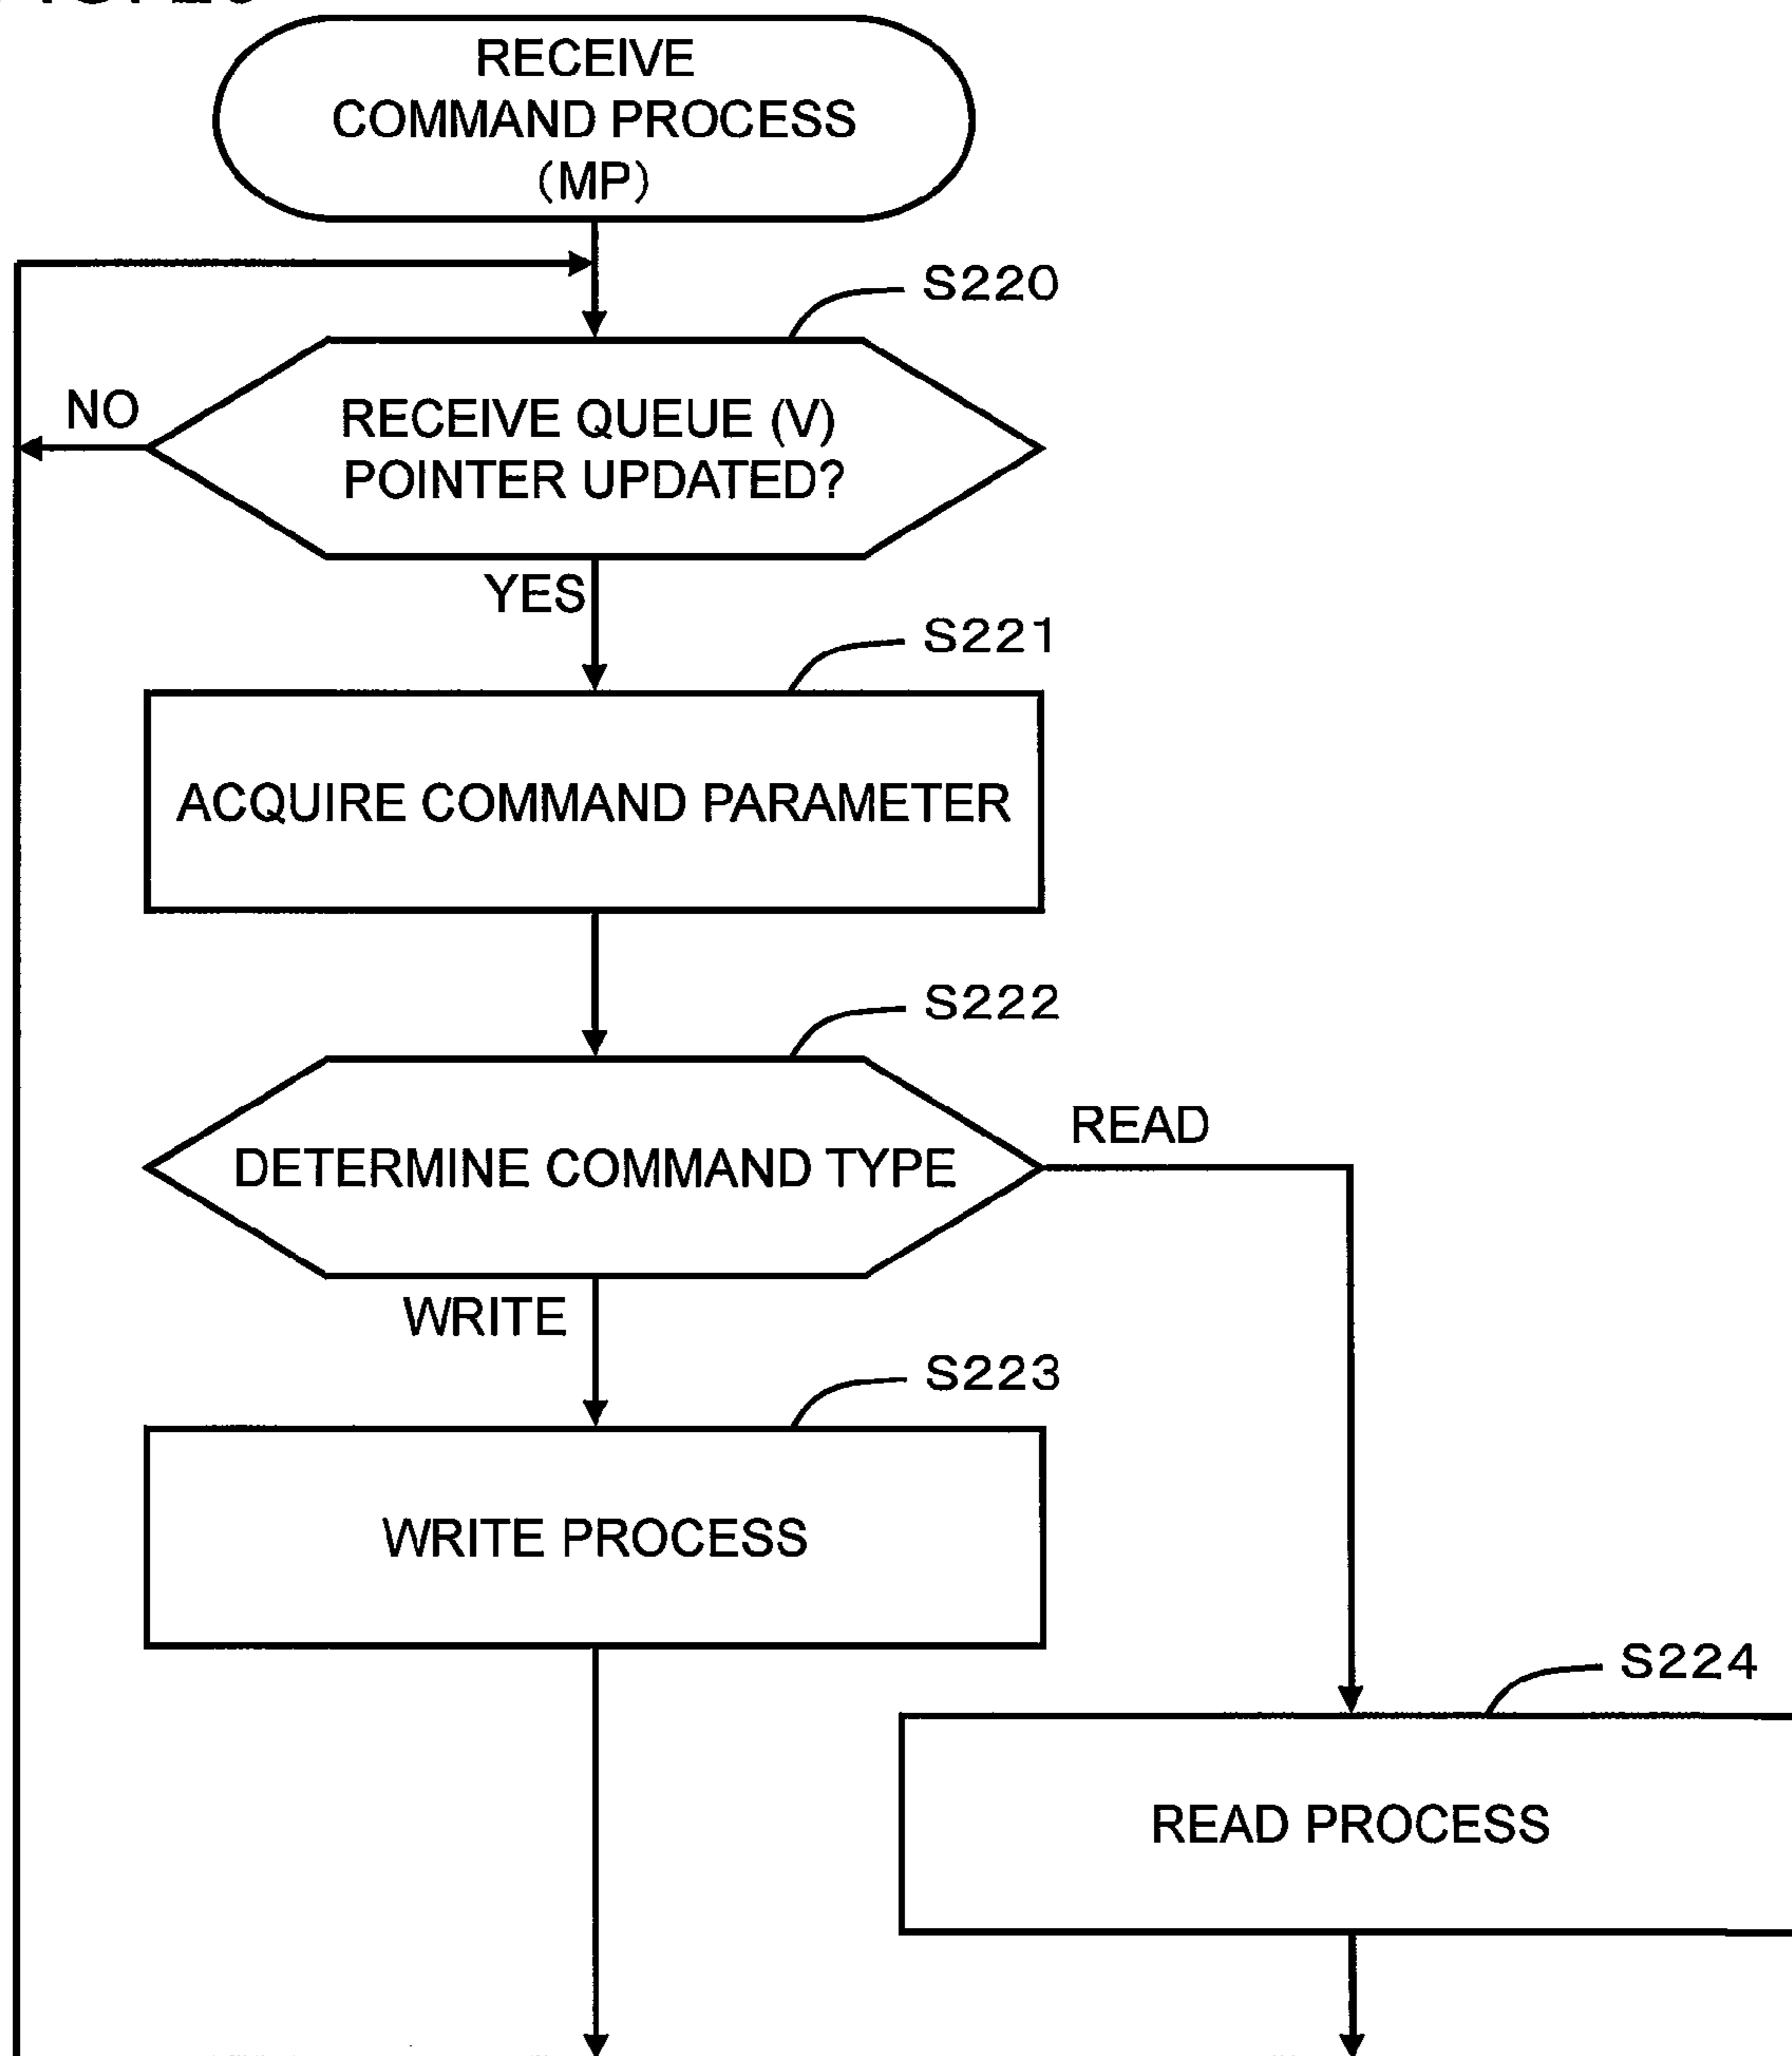 RECEIVE
COMMAND PROCESS
(MP)
S220
NO
RECEIVE QUEUE (V)
POINTER UPDATED?
YES
S221
ACQUIRE COMMAND PARAMETER
S222
READ
DETERMINE COMMAND TYPE
WRITE
S223
WRITE PROCESS
S224
READ PROCESS